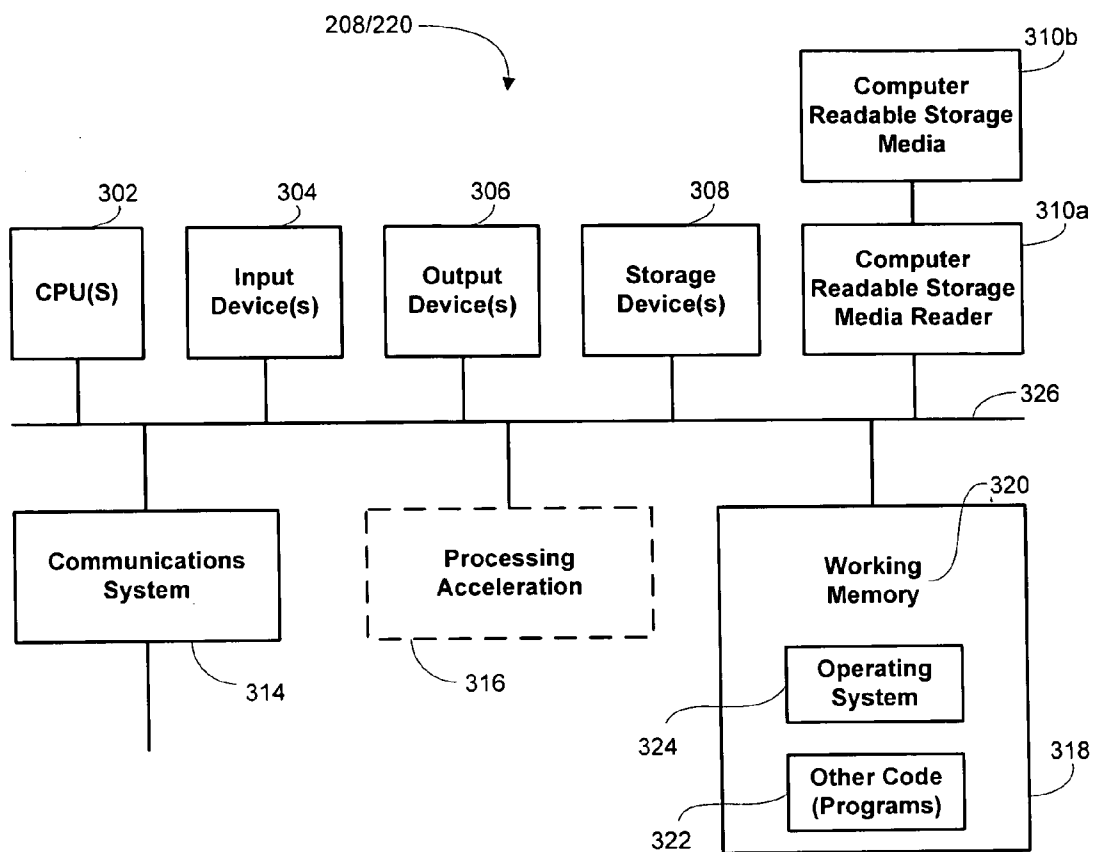 208/220
310b
Computer
Readable Storage
Media
302
304
306
308
310a
CPU(S)
Input
Device(s)
Output
Device(s)
Storage
Device(s)
Computer
Readable Storage
Media Reader
326
320
Communications
System
Processing
Acceleration
Working
Memory
314
316
Operating
System
324
318
Other Code
(Programs)
322